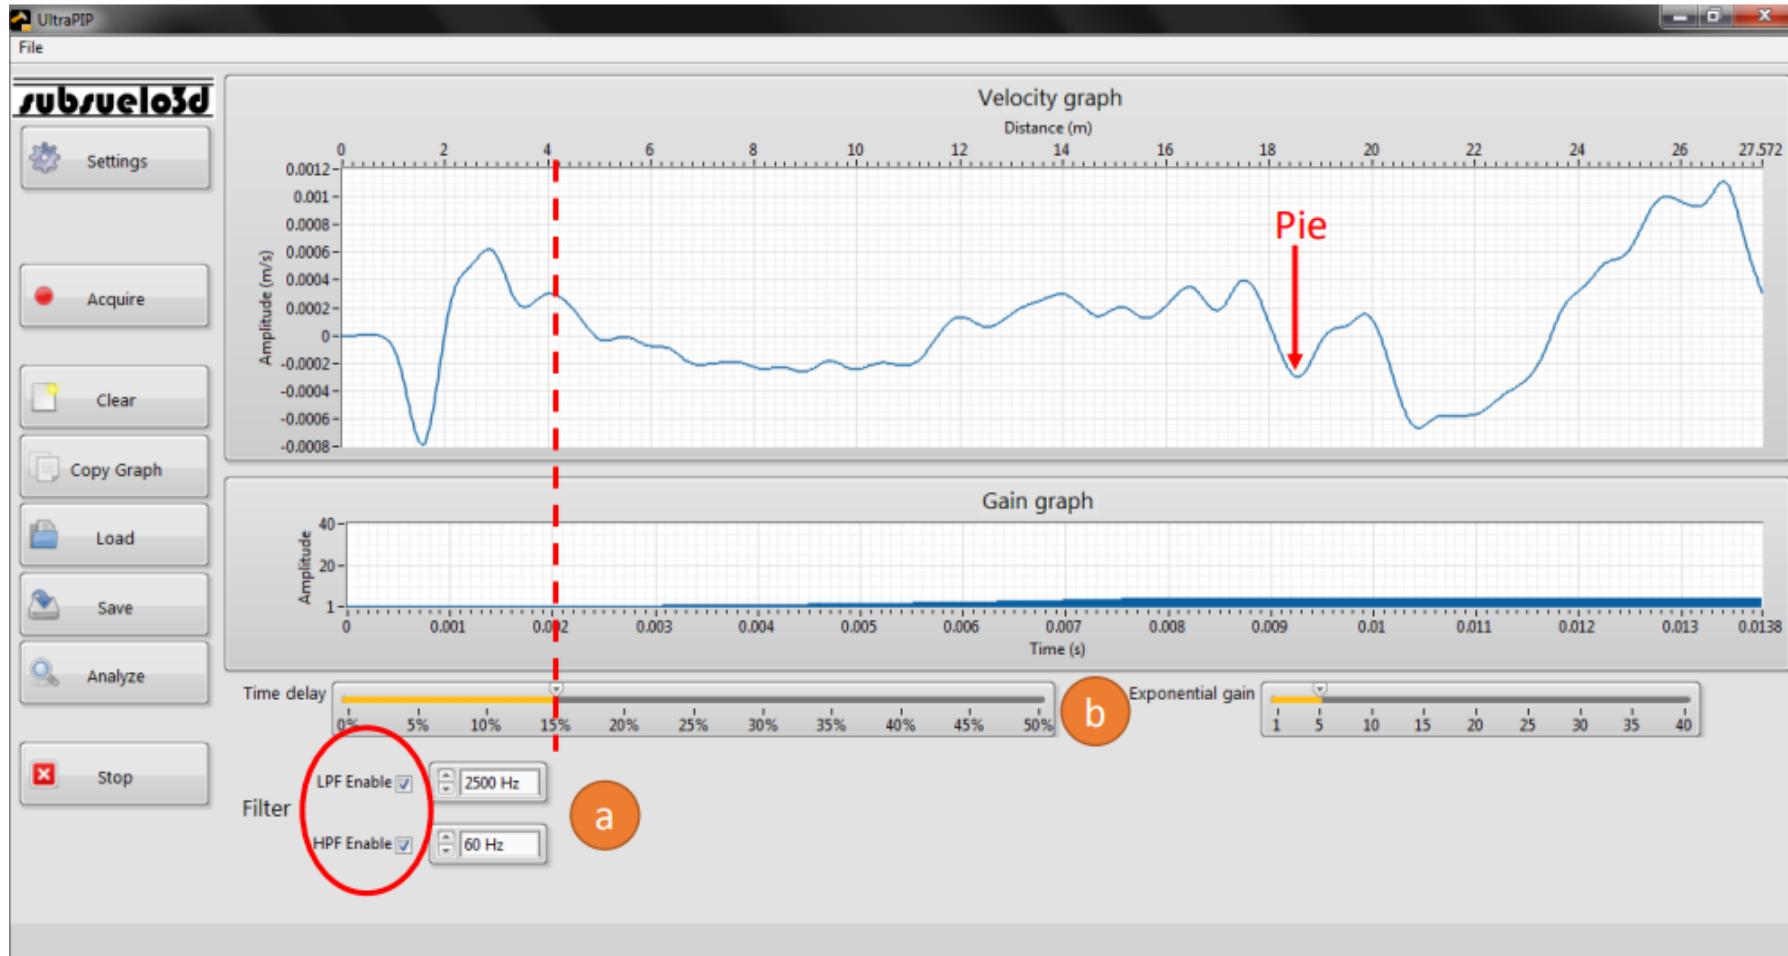 UltraPIP
File
subsuelo3d
Settings
Acquire
Clear
Copy Graph
Load
Save
Analyze
Stop
Velocity graph
Distance (m)
0 2 4 6 8 10 12 14 16 18 20 22 24 26 27.572
Amplitude (m/s)
0.0012
0.001
0.0008
0.0006
0.0004
0.0002
0
-0.0002
-0.0004
-0.0006
-0.0008
Pie
Gain graph
Amplitude
40
20
1
0 0.001 0.002 0.003 0.004 0.005 0.006 0.007 0.008 0.009 0.01 0.011 0.012 0.013 0.0138
Time (s)
Time delay
0% 5% 10% 15% 20% 25% 30% 35% 40% 45% 50%
b
Exponential gain
1 5 10 15 20 25 30 35 40
Filter
LPF Enable 2500 Hz
HPF Enable 60 Hz
a